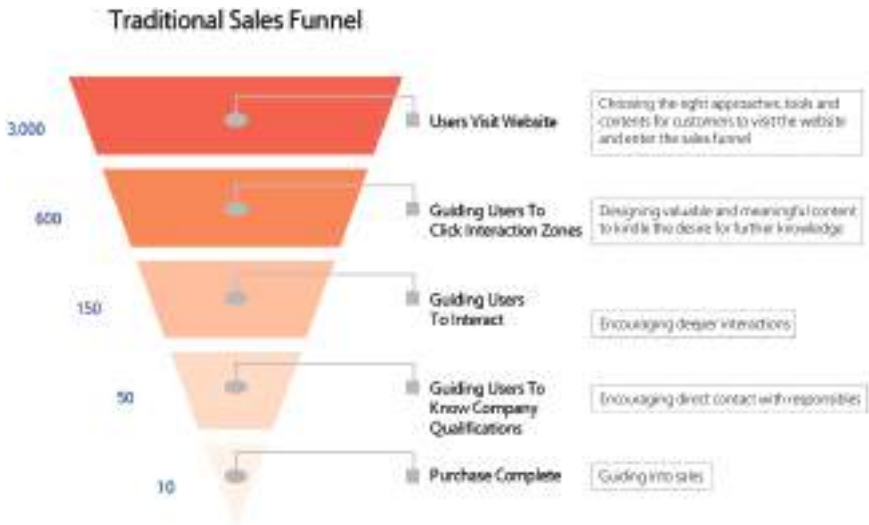 Traditional Sales Funnel
3,000
Users Visit Website
Choosing the right approaches, tools and
contents for customers to visit the website
and enter the sales funnel
600
Guiding Users To
Click Interaction Zones
Designing valuable and meaningful content
to kindle the desire for further knowledge
150
Guiding Users
To Interact
Encouraging deeper interactions
50
Guiding Users To
Know Company
Qualifications
Encouraging direct contact with responsibles
10
Purchase Complete
Guiding into sales